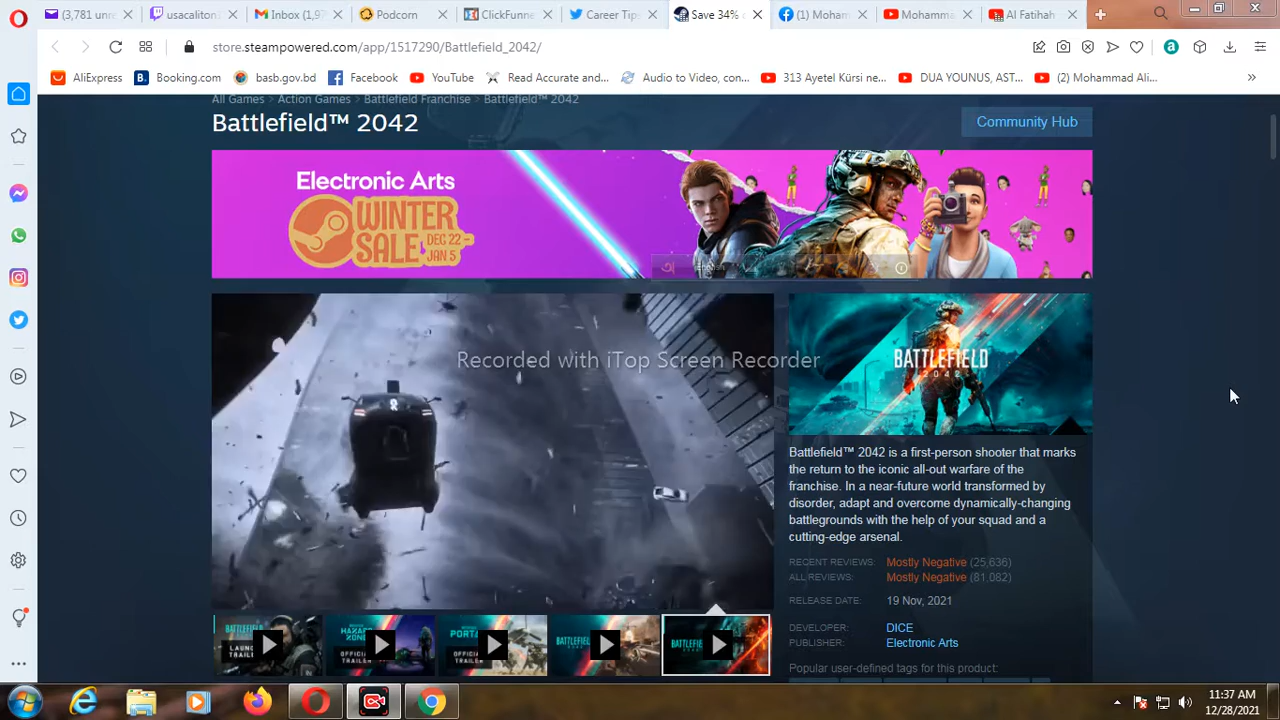 (3,781 unre
usacaliton
Inbox (1,97
Podcom
ClickFunne
Career Tips
Save 34% o
(1) Moham
Mohamma
Al Fatihah
store.steampowered.com/app/1517290/Battlefield_2042/
AliExpress
Booking.com
basb.gov.bd
Facebook
YouTube
Read Accurate and...
Audio to Video, con...
313 Ayetel Kürsi ne...
DUA YOUNUS, AST...
(2) Mohammad Ali...
All Games > Action Games > Battlefield Franchise > Battlefield™ 2042
Battlefield™ 2042
Community Hub
Electronic Arts
WINTER
SALE
DEC 22 -
JAN 5
Recorded with iTop Screen Recorder
BATTLEFIELD
2042
Battlefield™ 2042 is a first-person shooter that marks
the return to the iconic all-out warfare of the
franchise. In a near-future world transformed by
disorder, adapt and overcome dynamically-changing
battlegrounds with the help of your squad and a
cutting-edge arsenal.
RECENT REVIEWS: Mostly Negative (25,636)
ALL REVIEWS: Mostly Negative (81,082)
RELEASE DATE: 19 Nov, 2021
DEVELOPER: DICE
PUBLISHER: Electronic Arts
Popular user-defined tags for this product:
11:37 AM
12/28/2021